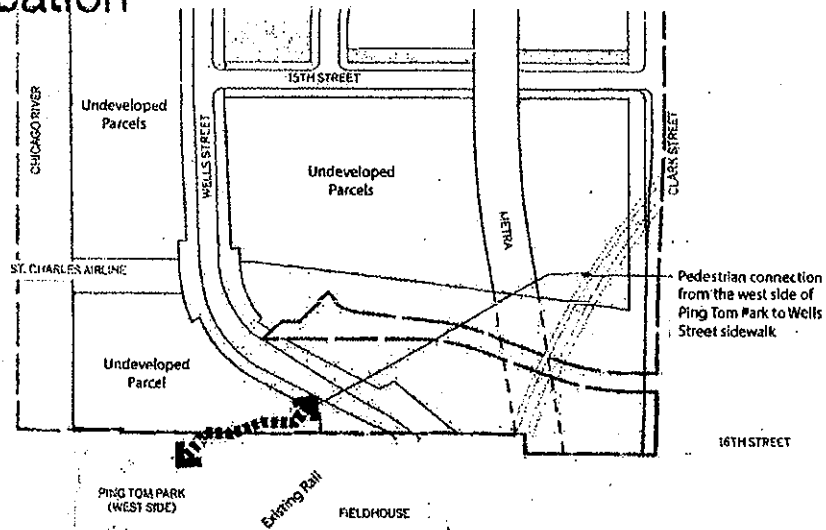 15TH STREET
CHICAGO RIVER
Undeveloped
Parcels
WELLS STREET
Undeveloped
Parcels
CLARK STREET
METRA
ST. CHARLES AIRLINE
Pedestrian connection
from the west side of
Ping Tom Park to Wells
Street sidewalk
Undeveloped
Parcel
16TH STREET
PING TOM PARK
(WEST SIDE)
Existing Rail
FIELDHOUSE